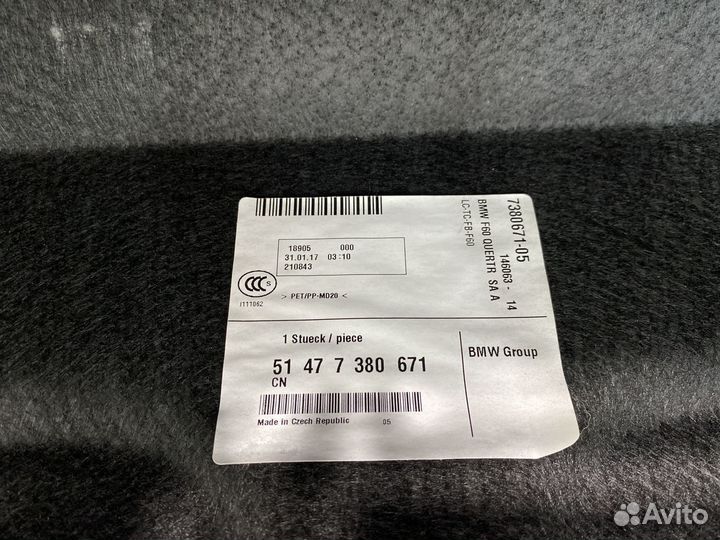 18905 000
31.01.17 03:10
210843
CCC S
I111062
> PET/PP-MD20 <
7380671-05
146063 - 14
BMW F60 QUERTR SA A
LC-TC-FB-F60
1 Stueck / piece
51 47 7 380 671
CN
Made in Czech Republic 05
BMW Group
Avito